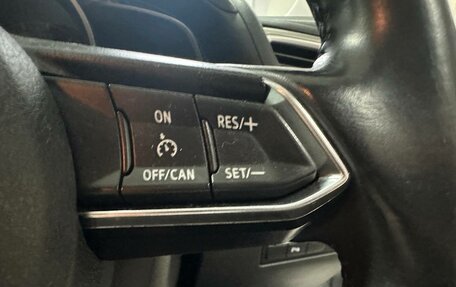 ON
RES/+
OFF/CAN
SET/—